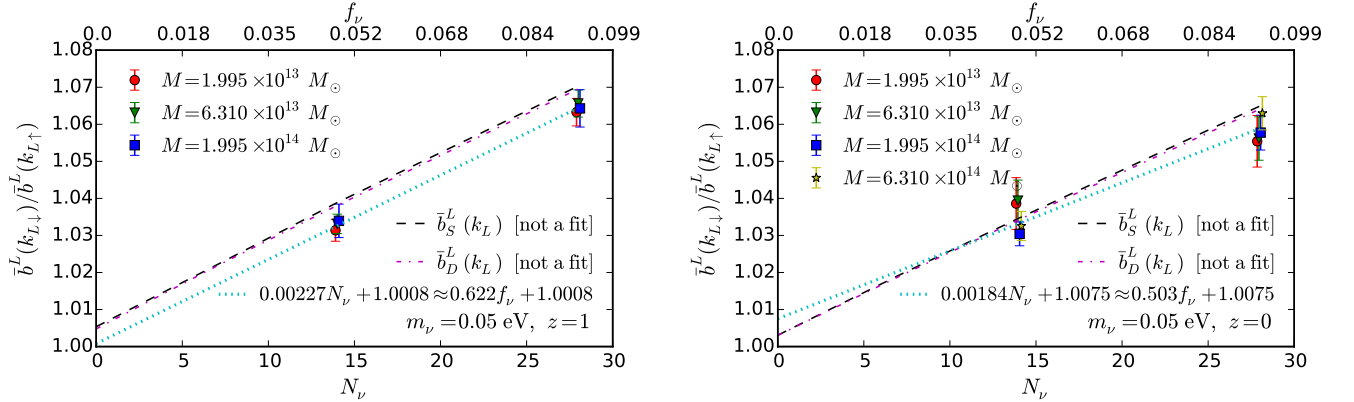 f_ν
0.0 0.018 0.035 0.052 0.068 0.084 0.099
1.08
1.07
1.06
1.05
1.04
1.03
1.02
1.01
1.00
b̄^L(k_{L↓})/b̄^L(k_{L↑})
M=1.995×10^13 M_⊙
M=6.310×10^13 M_⊙
M=1.995×10^14 M_⊙
b̄_S^L (k_L) [not a fit]
b̄_D^L (k_L) [not a fit]
0.00227N_ν+1.0008≈0.622f_ν+1.0008
m_ν=0.05 eV, z=1
0 5 10 15 20 25 30
N_ν
f_ν
0.0 0.018 0.035 0.052 0.068 0.084 0.099
1.08
1.07
1.06
1.05
1.04
1.03
1.02
1.01
1.00
b̄^L(k_{L↓})/b̄^L(k_{L↑})
M=1.995×10^13 M_⊙
M=6.310×10^13 M_⊙
M=1.995×10^14 M_⊙
M=6.310×10^14 M_⊙
b̄_S^L (k_L) [not a fit]
b̄_D^L (k_L) [not a fit]
0.00184N_ν+1.0075≈0.503f_ν+1.0075
m_ν=0.05 eV, z=0
0 5 10 15 20 25 30
N_ν